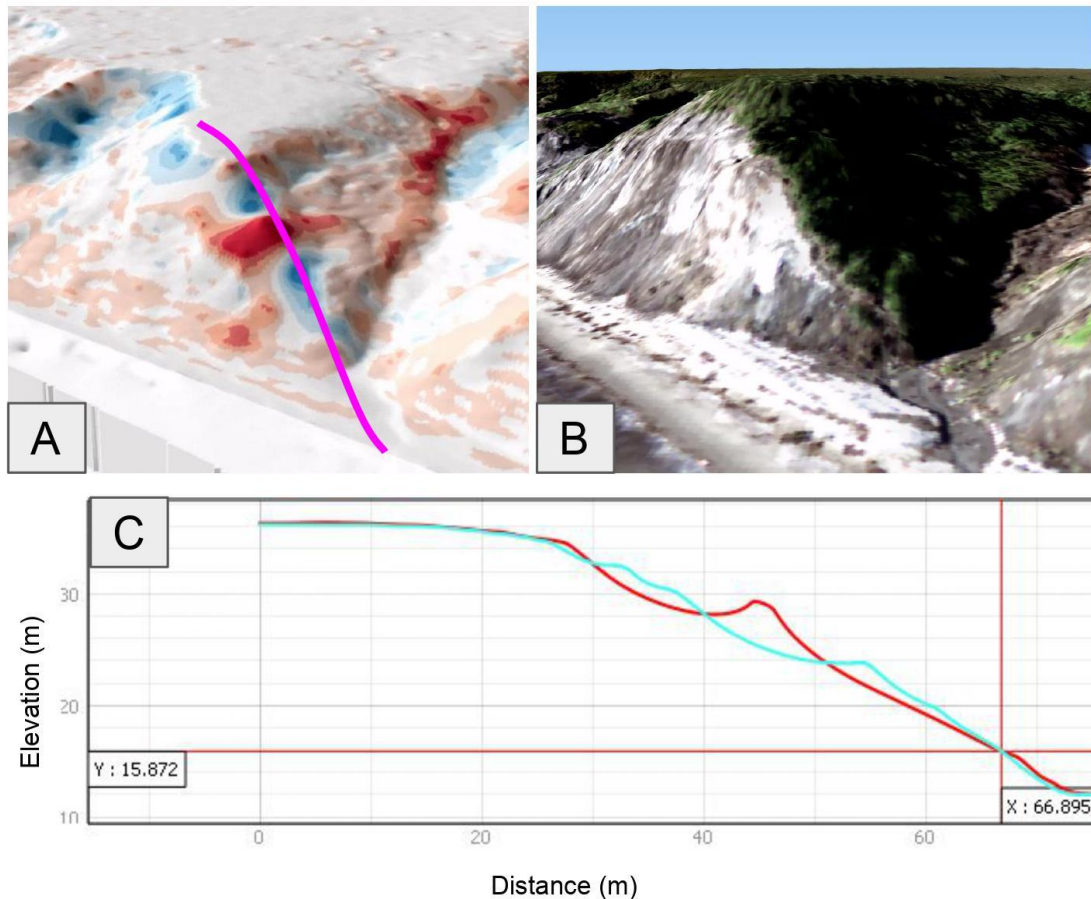 A
B
C
Elevation (m)
30
20
10
Y : 15.872
X : 66.895
0
20
40
60
Distance (m)